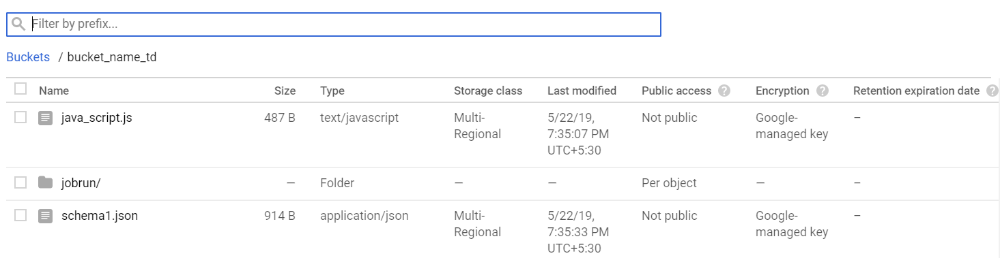 Filter by prefix...
Buckets / bucket_name_td
Name Size Type Storage class Last modified Public access ? Encryption ? Retention expiration date ?
java_script.js 487 B text/javascript Multi- 5/22/19, Not public Google- –
Regional 7:35:07 PM managed key
UTC+5:30
jobrun/ — Folder — — Per object — –
schema1.json 914 B application/json Multi- 5/22/19, Not public Google- –
Regional 7:35:33 PM managed key
UTC+5:30